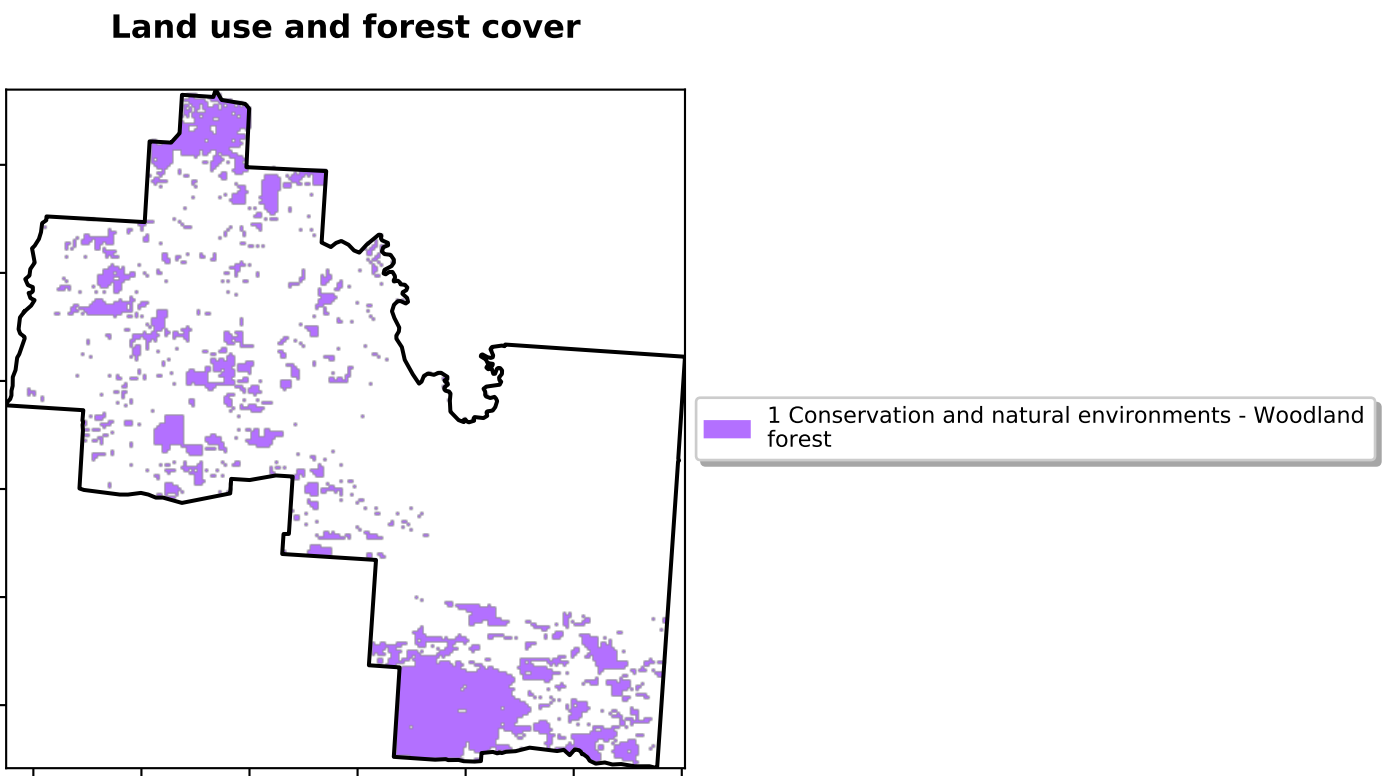 Land use and forest cover
1 Conservation and natural environments - Woodland
forest